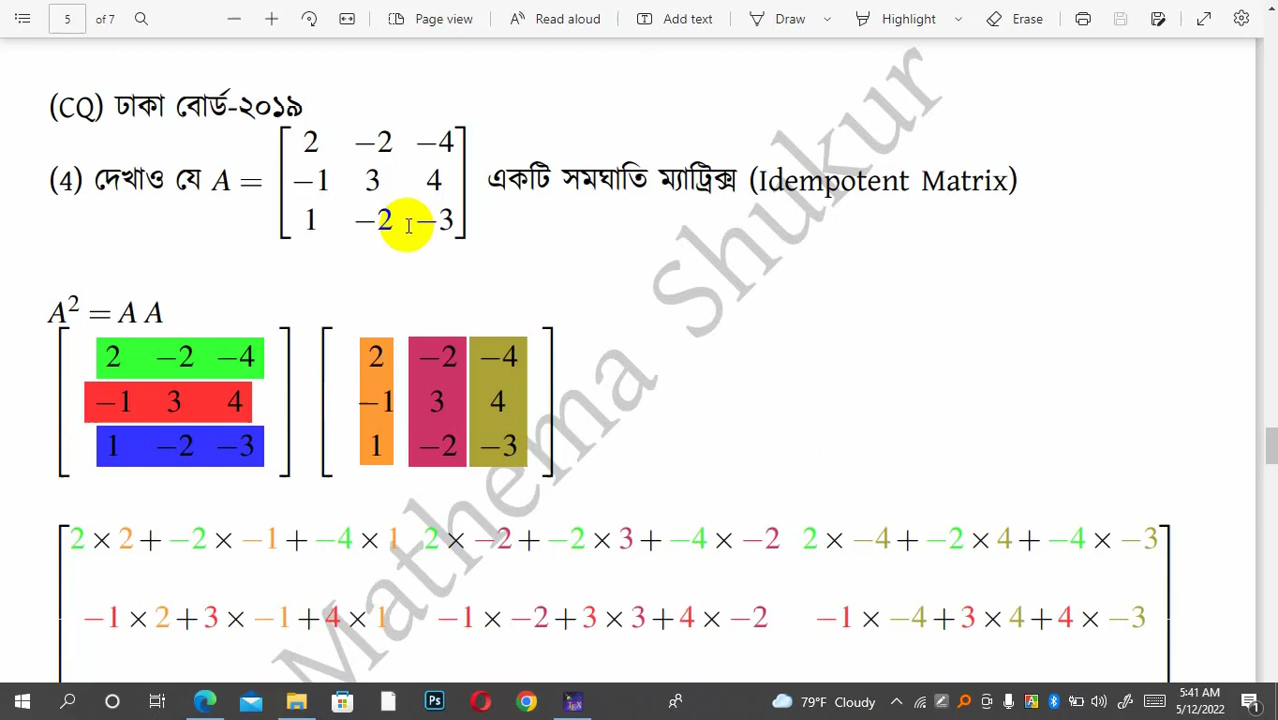 5 of 7 Page view Read aloud Add text Draw Highlight Erase
(CQ) ঢাকা বোর্ড-২০১৯
2 −2 −4
(4) দেখাও যে A = −1 3 4 একটি সমঘাতি ম্যাট্রিক্স (Idempotent Matrix)
1 −2 −3
A² = A A
2 −2 −4 2 −2 −4
−1 3 4 −1 3 4
1 −2 −3 1 −2 −3
2 × 2 + −2 × −1 + −4 × 1 2 × −2 + −2 × 3 + −4 × −2 2 × −4 + −2 × 4 + −4 × −3
−1 × 2 + 3 × −1 + 4 × 1 −1 × −2 + 3 × 3 + 4 × −2 −1 × −4 + 3 × 4 + 4 × −3
Mathema Shukur
79°F Cloudy 5:41 AM
5/12/2022